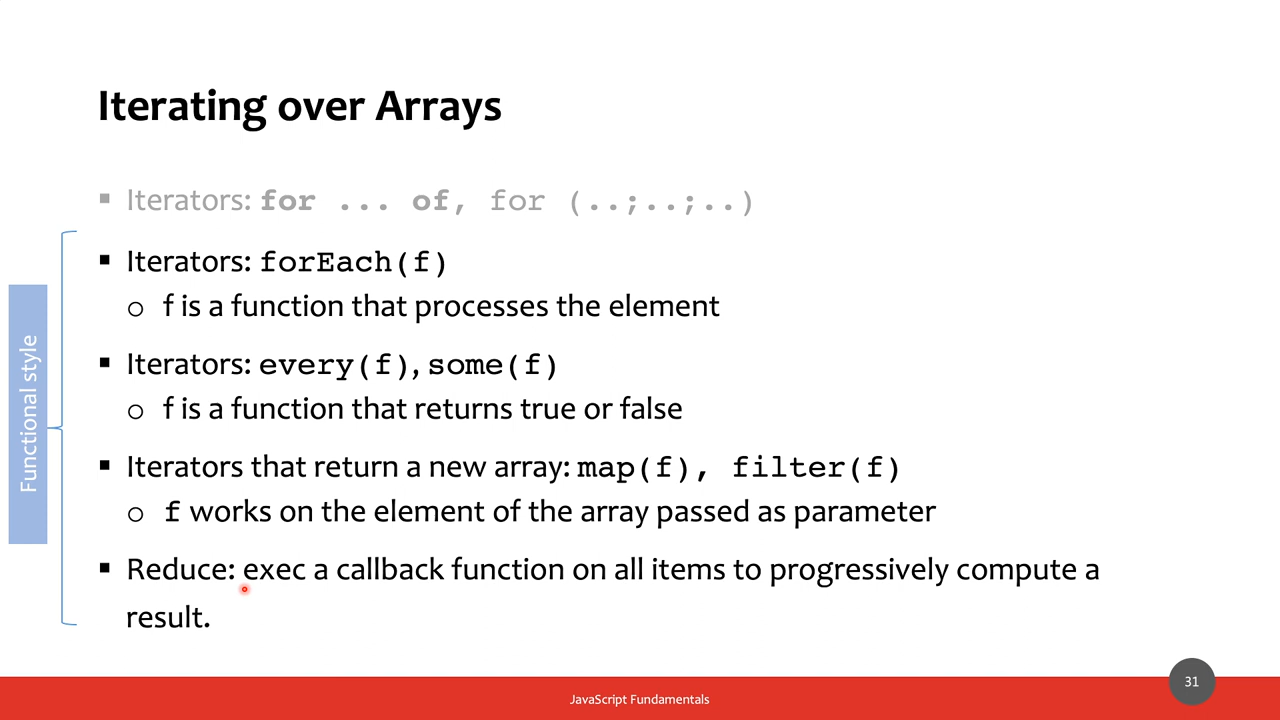 Iterating over Arrays
Iterators: for ... of, for (..;..;..)
Iterators: forEach(f)
f is a function that processes the element
Iterators: every(f), some(f)
f is a function that returns true or false
Iterators that return a new array: map(f), filter(f)
f works on the element of the array passed as parameter
Reduce: exec a callback function on all items to progressively compute a
result.
Functional style
JavaScript Fundamentals
31